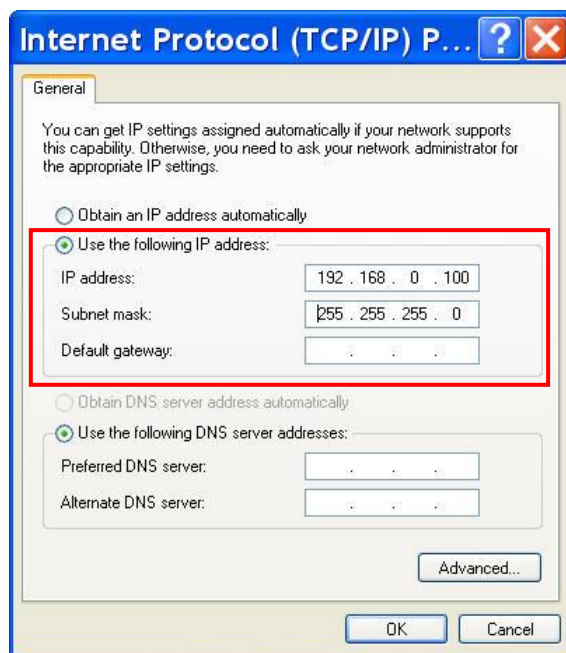 Internet Protocol (TCP/IP) P... ?
General
You can get IP settings assigned automatically if your network supports
this capability. Otherwise, you need to ask your network administrator for
the appropriate IP settings.
Obtain an IP address automatically
Use the following IP address:
IP address: 192 . 168 . 0 . 100
Subnet mask: 255 . 255 . 255 . 0
Default gateway: . . .
Obtain DNS server address automatically
Use the following DNS server addresses:
Preferred DNS server: . . .
Alternate DNS server: . . .
Advanced...
OK Cancel